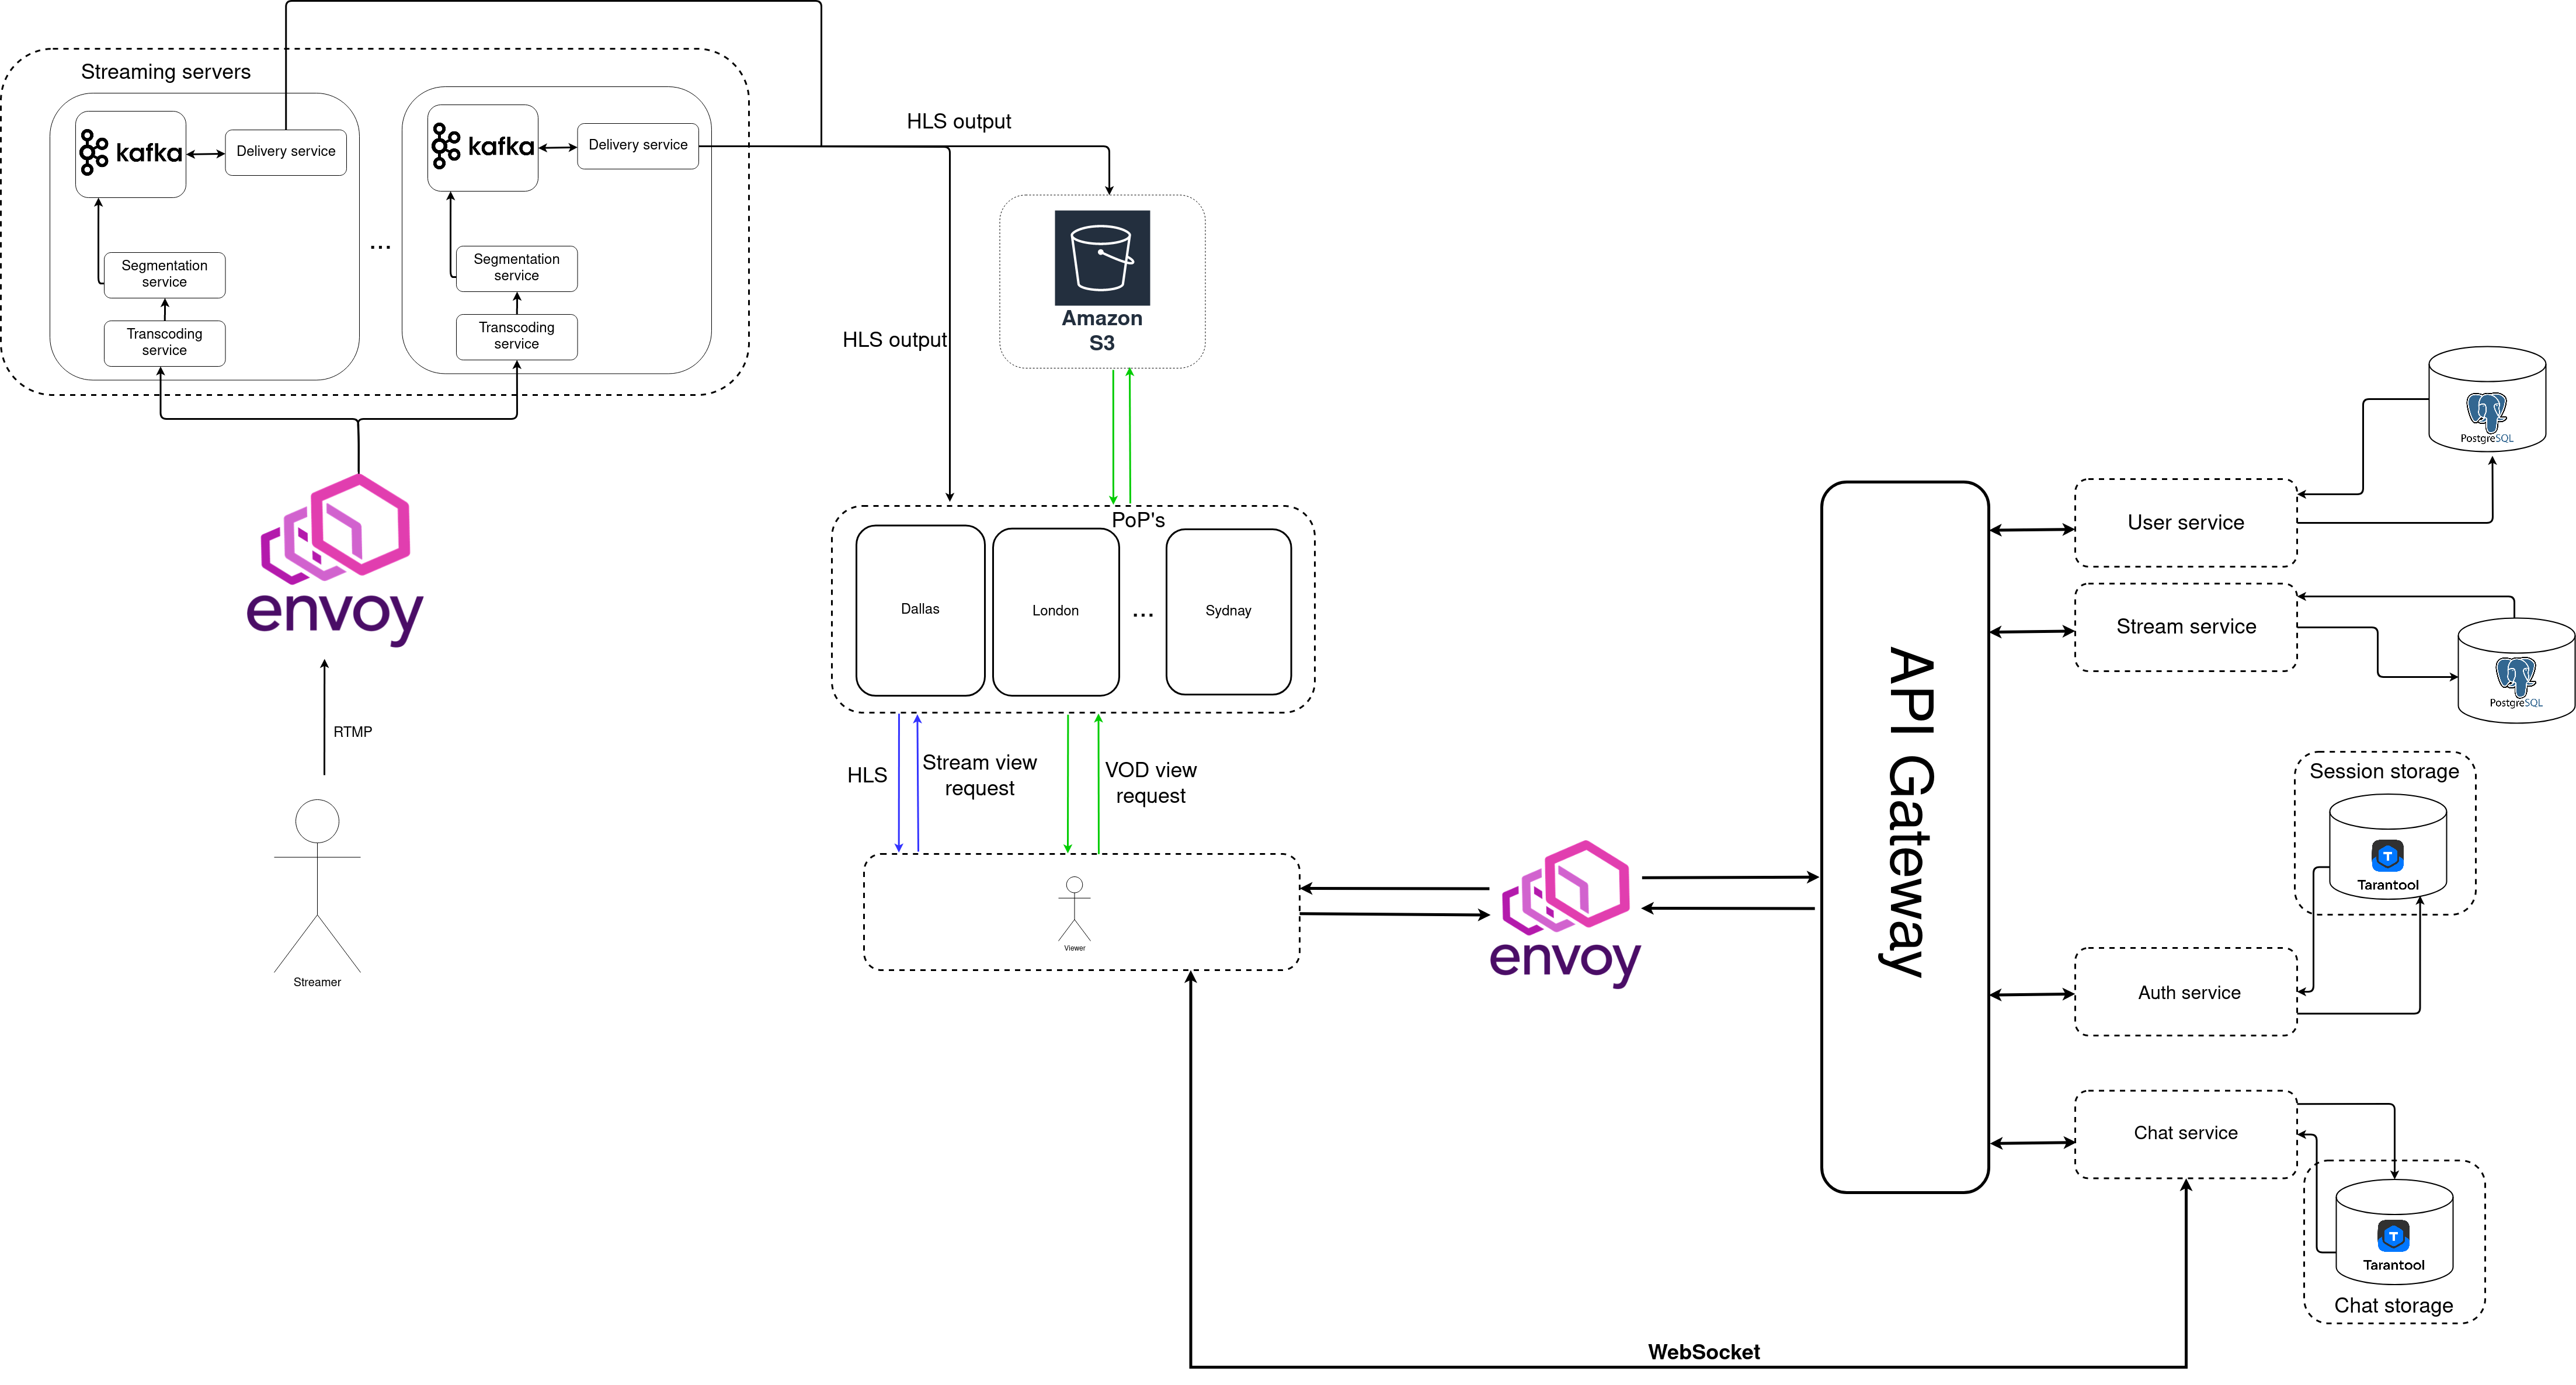 Streaming servers
kafka
Delivery service
Segmentation
service
Transcoding
service
...
kafka
Delivery service
Segmentation
service
Transcoding
service
HLS output
HLS output
Amazon
S3
envoy
RTMP
Streamer
PoP's
Dallas
London
...
Sydnay
HLS
Stream view
request
VOD view
request
Viewer
envoy
API Gateway
User service
PostgreSQL
Stream service
PostgreSQL
Session storage
T
Tarantool
Auth service
Chat service
T
Tarantool
Chat storage
WebSocket